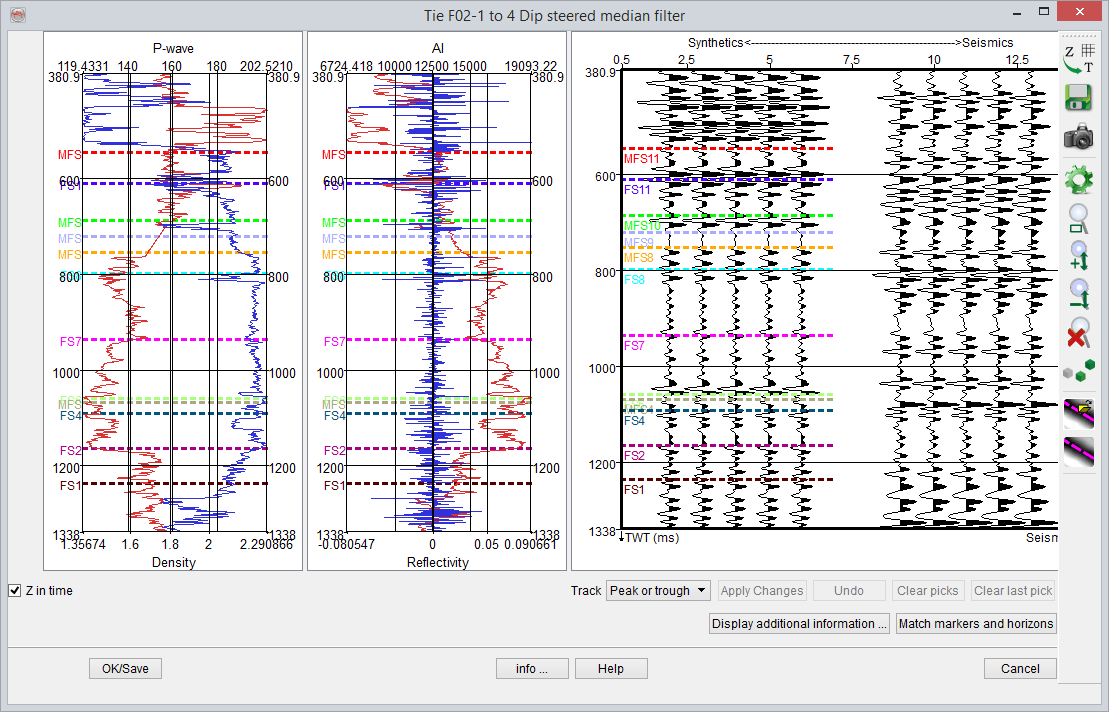 Tie F02-1 to 4 Dip steered median filter
P-wave
119.4331 140 160 180 202.5210
380.9 380.9
MFS
600 600
FS1
MFS
MFS
MFS
800 800
FS7
1000 1000
MFS
FS4
FS2
1200 1200
FS1
1338 1338
1.35674 1.6 1.8 2 2.290866
Density
AI
6724.418 10000 12500 15000 19093.22
380.9 380.9
MFS
600 600
FS1
MFS
MFS
MFS
800 800
FS7
1000 1000
MFS
FS4
FS2
1200 1200
FS1
1338 1338
-0.080547 0 0.05 0.090661
Reflectivity
Synthetics<------------------------------------------>Seismics
0.5 2.5 5 7.5 10 12.5
380.9
MFS11
600
FS11
MFS10
MFS9
MFS8
800
FS8
FS7
1000
FS4
FS2
1200
FS1
1338
TWT (ms) Seism
Z
T
Z in time
Track Peak or trough Apply Changes Undo Clear picks Clear last pick
Display additional information ... Match markers and horizons
OK/Save info ... Help Cancel